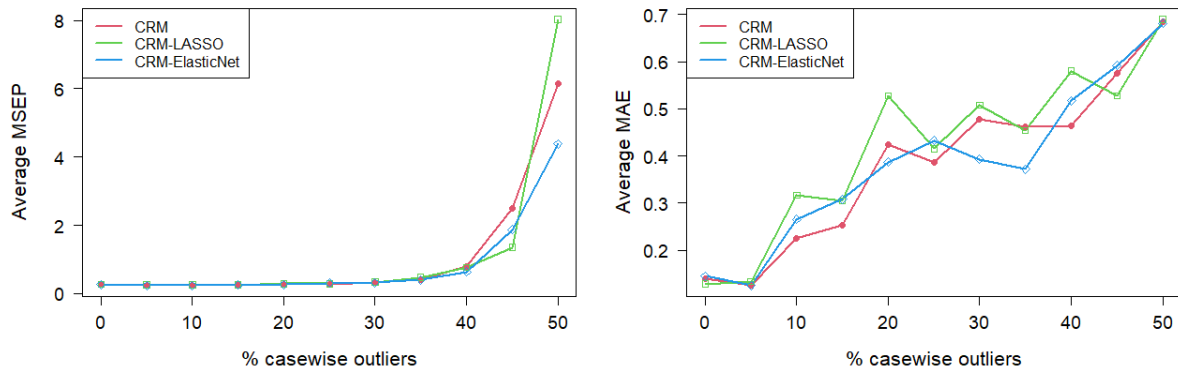 CRM
CRM-LASSO
CRM-ElasticNet
Average MSEP
8
6
4
2
0
0 10 20 30 40 50
% casewise outliers
CRM
CRM-LASSO
CRM-ElasticNet
Average MAE
0.7
0.6
0.5
0.4
0.3
0.2
0 10 20 30 40 50
% casewise outliers